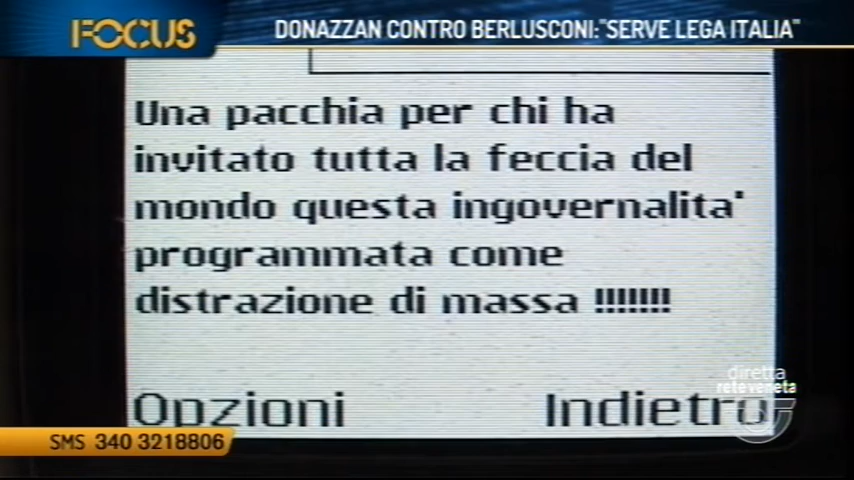 FOCUS
DONAZZAN CONTRO BERLUSCONI:"SERVE LEGA ITALIA"
Una pacchia per chi ha
invitato tutta la feccia del
mondo questa ingovernalita'
programmata come
distrazione di massa !!!!!!!
Opzioni Indietro
diretta
reteveneta
SMS 340 3218806